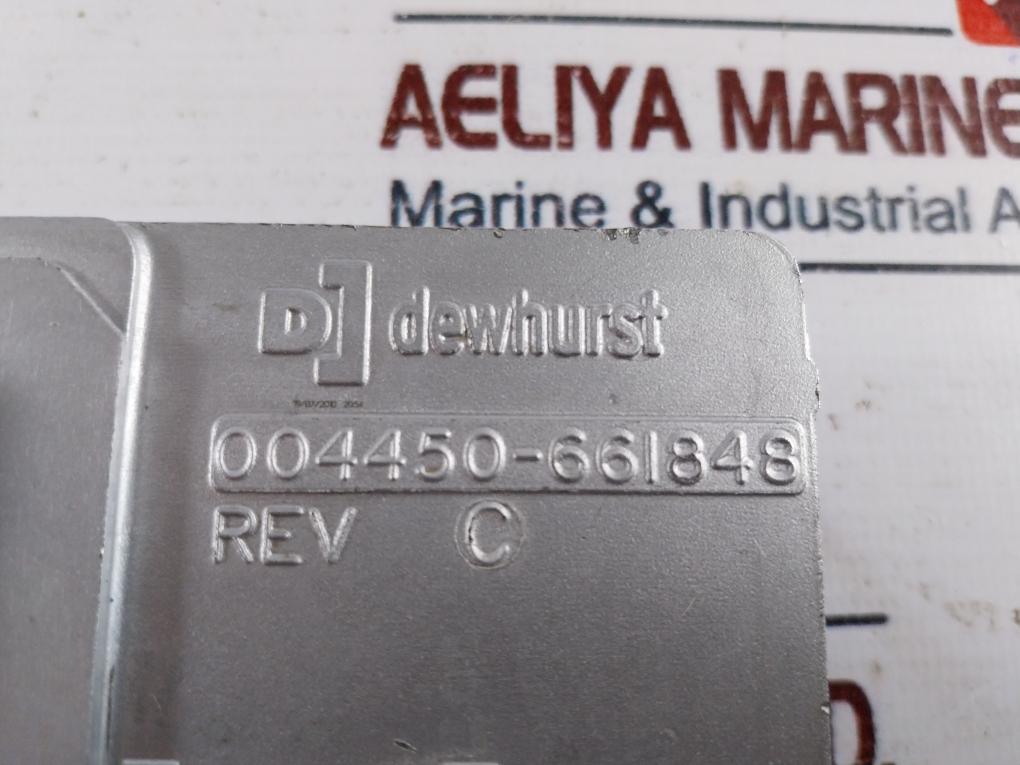 AELIYA MARINE
Marine & Industrial A
D] dewhurst
004450-661848
REV C
D.